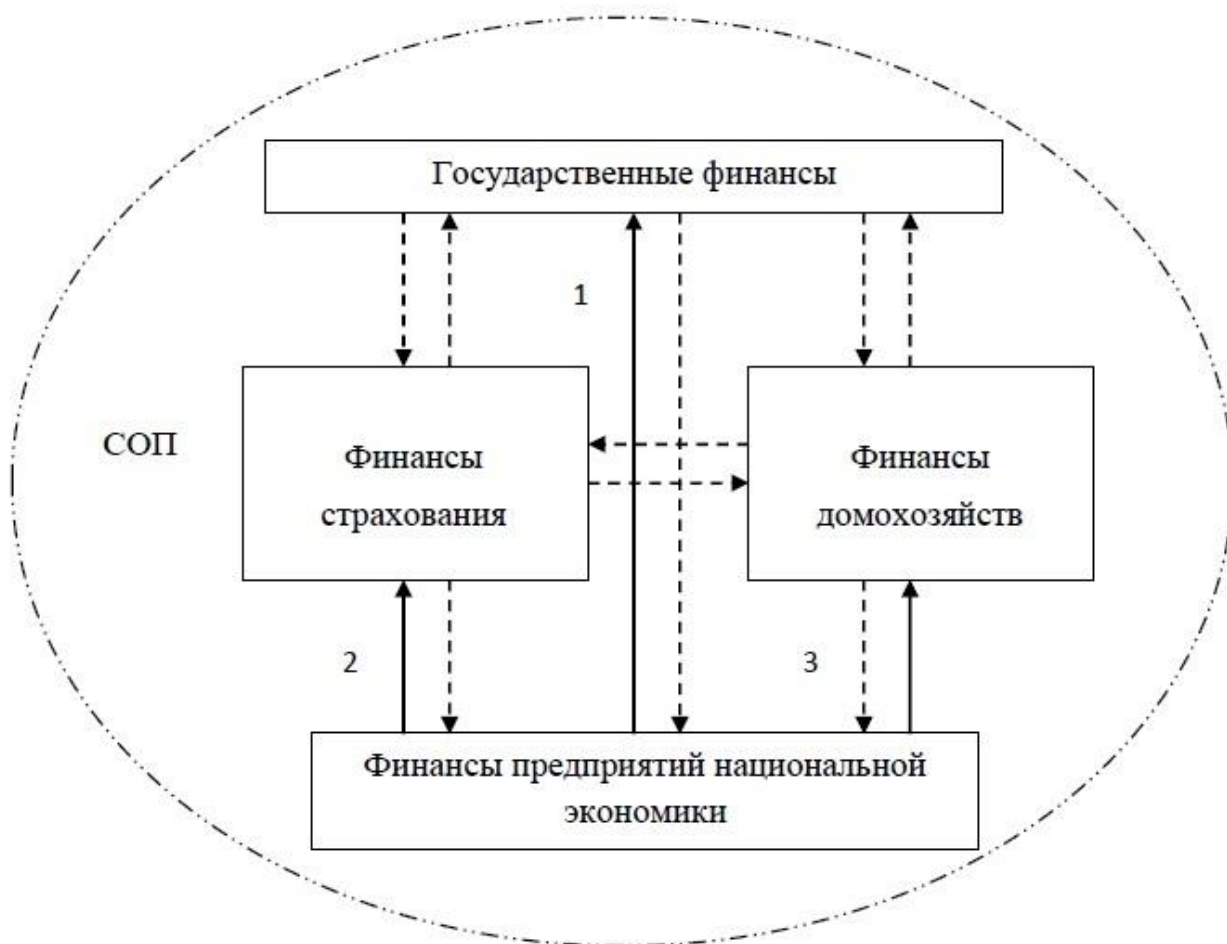 Государственные финансы
1
СОП
Финансы
страхования
Финансы
домохозяйств
2
3
Финансы предприятий национальной
экономики